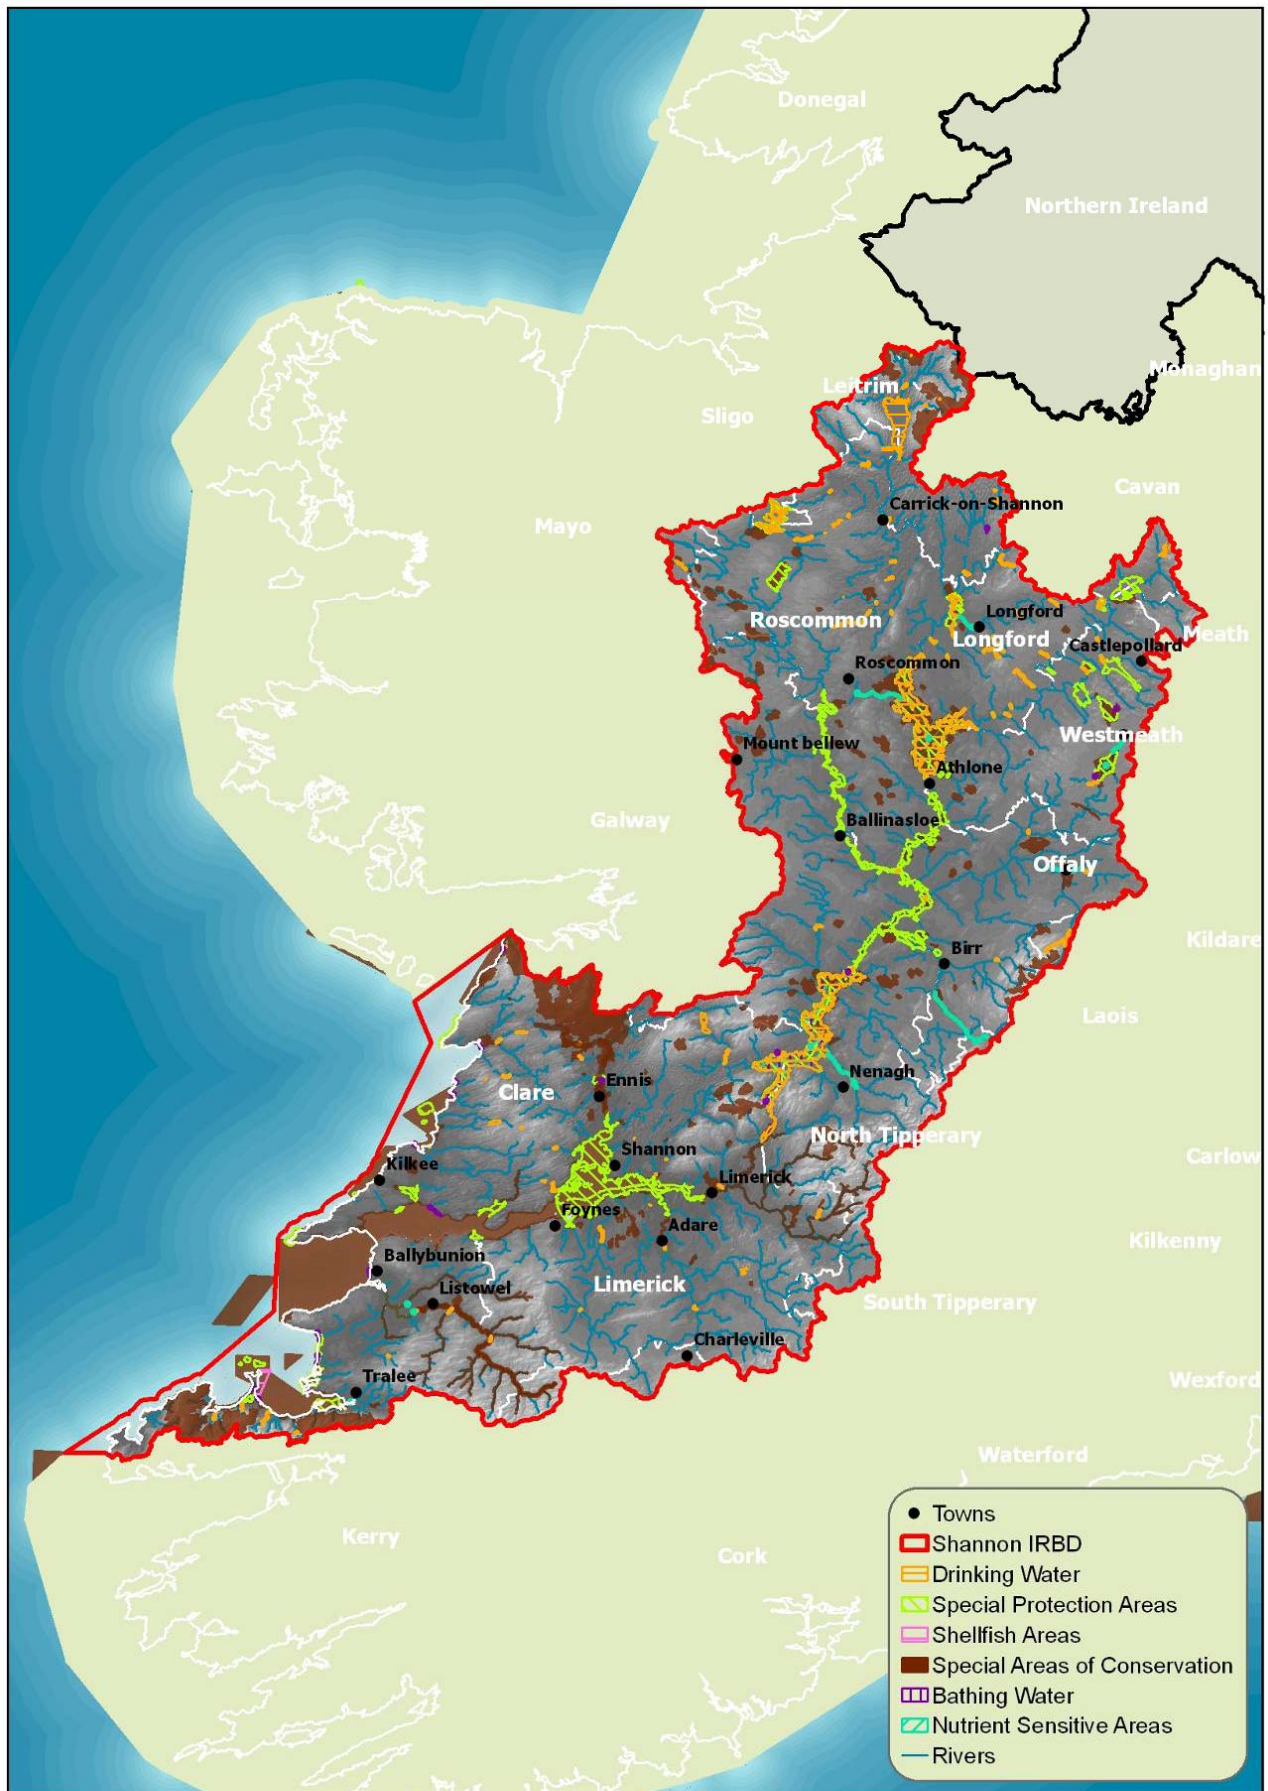 Donegal
Northern Ireland
Monaghan
Leitrim
Sligo
Cavan
Carrick-on-Shannon
Mayo
Longford
Roscommon
Longford
Meath
Castlepollard
Roscommon
Westmeath
Mount bellew
Athlone
Galway
Ballinasloe
Offaly
Kildare
Birr
Laois
Nenagh
Ennis
Clare
North Tipperary
Shannon
Carlow
Kilkee
Limerick
Foynes
Adare
Kilkenny
Ballybunion
Limerick
Listowel
South Tipperary
Charleville
Tralee
Wexford
Waterford
Kerry
Cork
Towns
Shannon IRBD
Drinking Water
Special Protection Areas
Shellfish Areas
Special Areas of Conservation
Bathing Water
Nutrient Sensitive Areas
Rivers